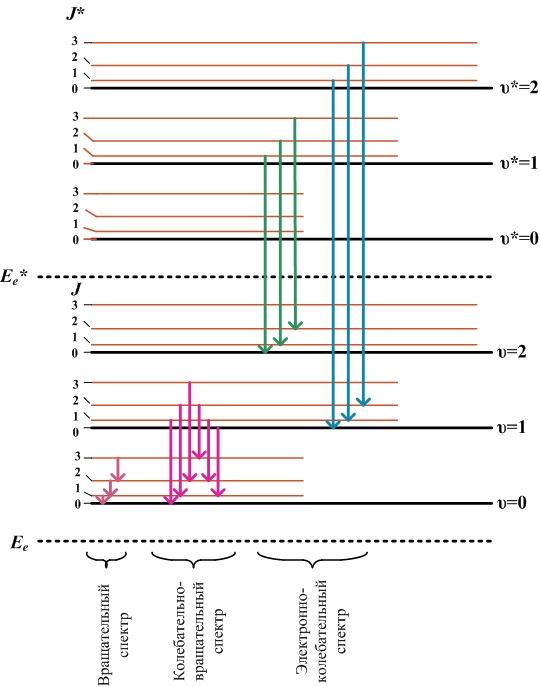 J*
3
2
1
0
υ*=2
3
2
1
0
υ*=1
3
2
1
0
υ*=0
Ee*
J
3
2
1
0
υ=2
3
2
1
0
υ=1
3
2
1
0
υ=0
Ee
Вращательный
спектр
Колебательно-
вращательный
спектр
Электронно-
колебательный
спектр